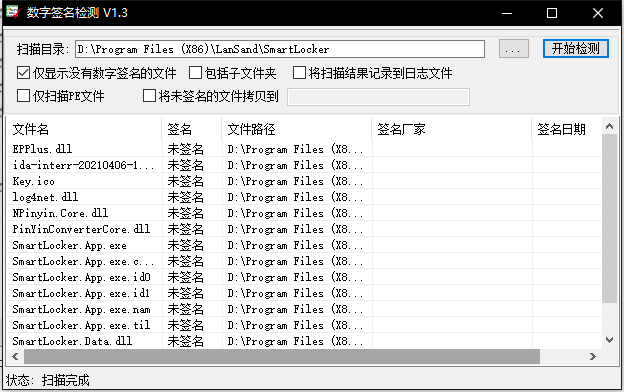 数字签名检测 V1.3
扫描目录: D:\Program Files (X86)\LanSand\SmartLocker ... 开始检测
仅显示没有数字签名的文件 包括子文件夹 将扫描结果记录到日志文件
仅扫描PE文件 将未签名的文件拷贝到
文件名 签名 文件路径 签名厂家 签名日期
EPPlus.dll 未签名 D:\Program Files (X8...
ida-interr-20210406-1... 未签名 D:\Program Files (X8...
Key.ico 未签名 D:\Program Files (X8...
log4net.dll 未签名 D:\Program Files (X8...
NPinyin.Core.dll 未签名 D:\Program Files (X8...
PinYinConverterCore.dll 未签名 D:\Program Files (X8...
SmartLocker.App.exe 未签名 D:\Program Files (X8...
SmartLocker.App.exe.c... 未签名 D:\Program Files (X8...
SmartLocker.App.exe.id0 未签名 D:\Program Files (X8...
SmartLocker.App.exe.id1 未签名 D:\Program Files (X8...
SmartLocker.App.exe.nam 未签名 D:\Program Files (X8...
SmartLocker.App.exe.til 未签名 D:\Program Files (X8...
SmartLocker.Data.dll 未签名 D:\Program Files (X8...
状态: 扫描完成